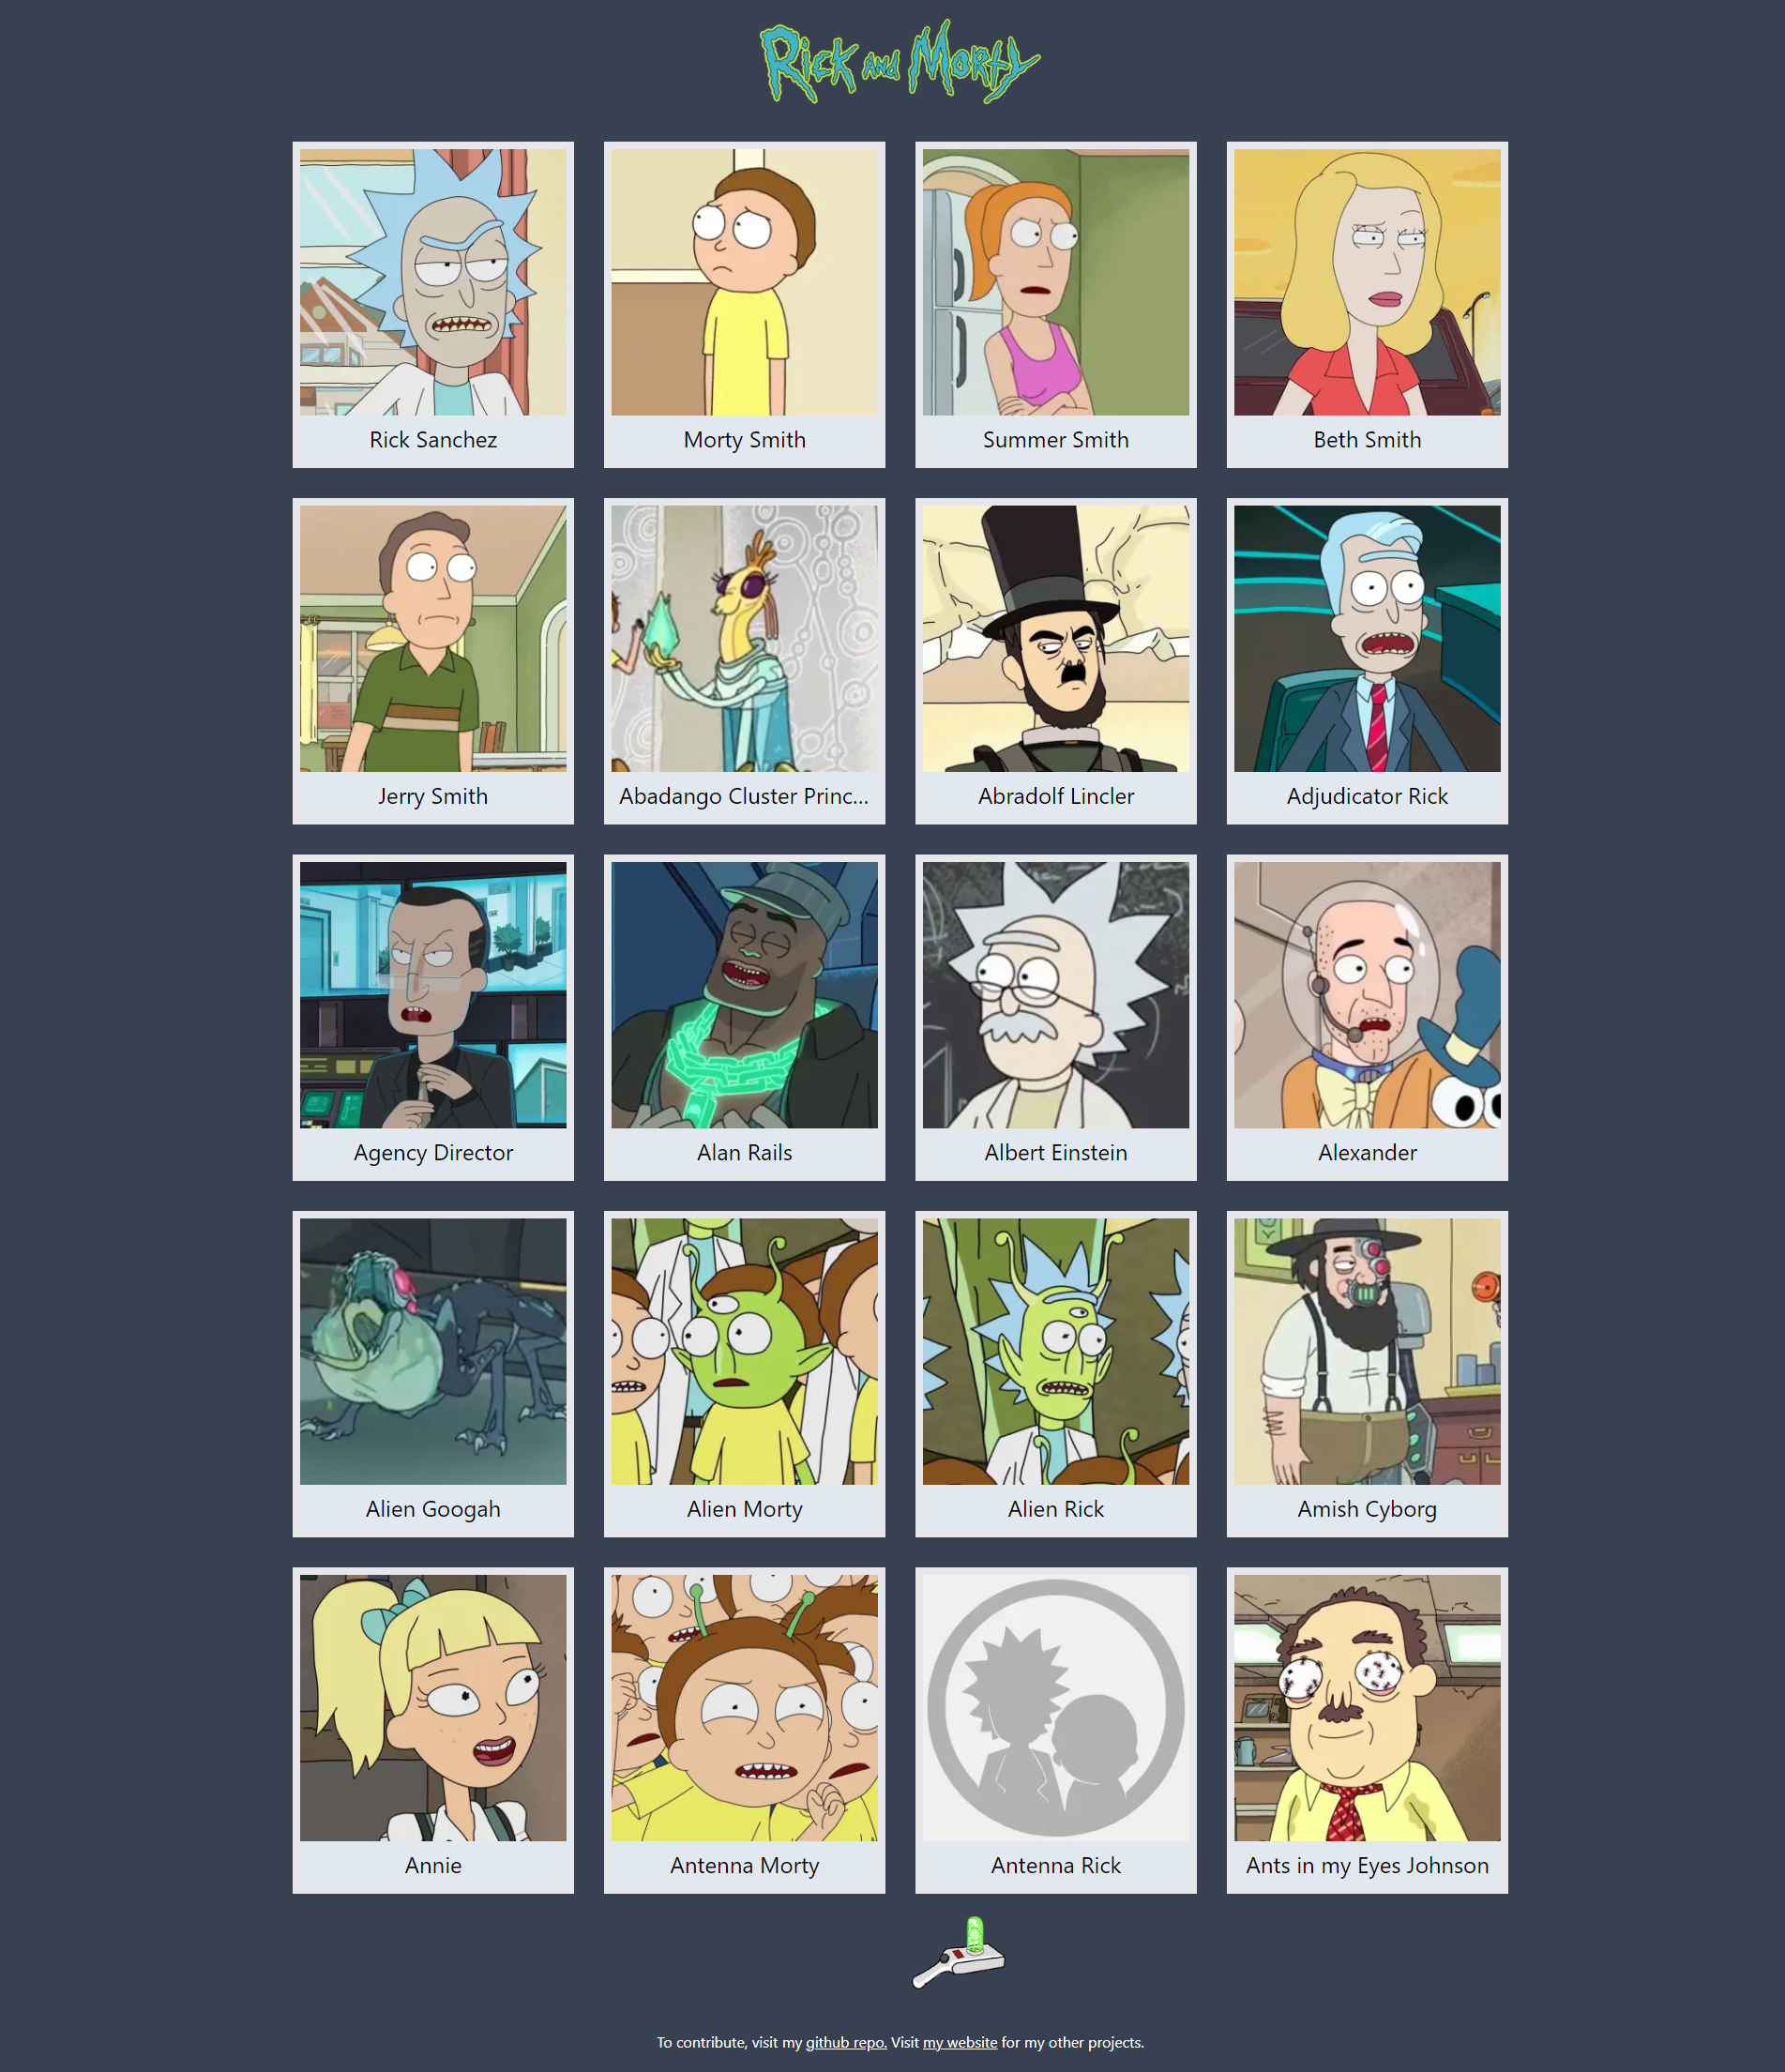 Rick and Morty
Rick Sanchez
Morty Smith
Summer Smith
Beth Smith
Jerry Smith
Abadango Cluster Princ...
Abradolf Lincler
Adjudicator Rick
Agency Director
Alan Rails
Albert Einstein
Alexander
Alien Googah
Alien Morty
Alien Rick
Amish Cyborg
Annie
Antenna Morty
Antenna Rick
Ants in my Eyes Johnson
To contribute, visit my github repo. Visit my website for my other projects.